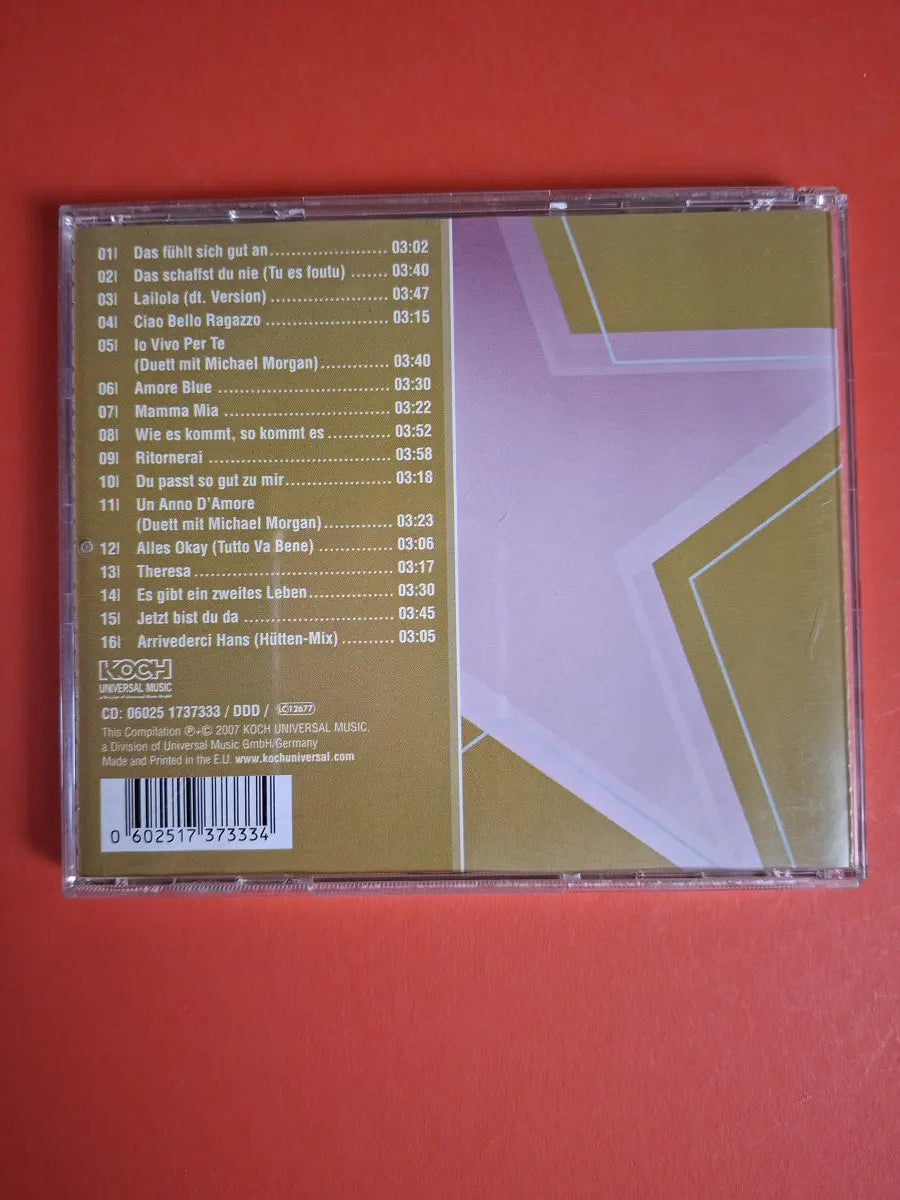 01| Das fühlt sich gut an..................... 03:02
02| Das schaffst du nie (Tu es foutu) ....... 03:40
03| Lailola (dt. Version) ..................... 03:47
04| Ciao Bello Ragazzo ...................... 03:15
05| Io Vivo Per Te
(Duett mit Michael Morgan)............ 03:40
06| Amore Blue .............................. 03:30
07| Mamma Mia ............................. 03:22
08| Wie es kommt, so kommt es ........... 03:52
09| Ritornerai ................................ 03:58
10| Du passt so gut zu mir................... 03:18
11| Un Anno D'Amore
(Duett mit Michael Morgan)............ 03:23
12| Alles Okay (Tutto Va Bene) ............. 03:06
13| Theresa................................... 03:17
14| Es gibt ein zweites Leben............... 03:30
15| Jetzt bist du da .......................... 03:45
16| Arrivederci Hans (Hütten-Mix) ......... 03:05
KOCH
UNIVERSAL MUSIC
a Division of Universal Music GmbH
CD: 06025 1737333 / DDD / LC 12677
This Compilation ℗+© 2007 KOCH UNIVERSAL MUSIC.
a Division of Universal Music GmbH/Germany
Made and Printed in the E.U. www.kochuniversal.com
0 602517 373334